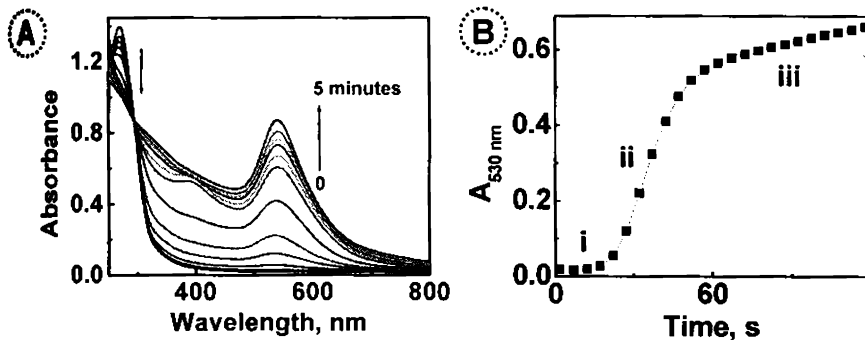 A
Absorbance
1.2
0.8
0.4
0.0
5 minutes
0
400
600
800
Wavelength, nm
B
A530 nm
0.6
0.4
0.2
0.0
i
ii
iii
0
60
Time, s